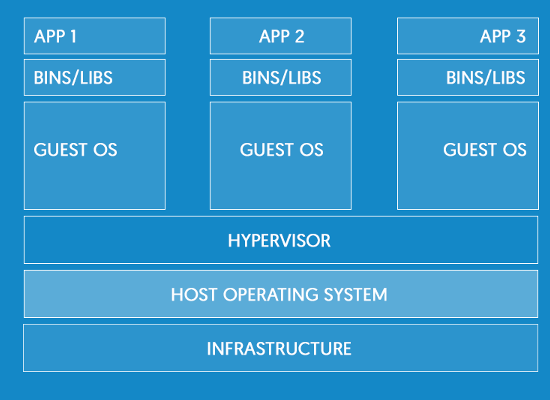 APP 1
APP 2
APP 3
BINS/LIBS
BINS/LIBS
BINS/LIBS
GUEST OS
GUEST OS
GUEST OS
HYPERVISOR
HOST OPERATING SYSTEM
INFRASTRUCTURE